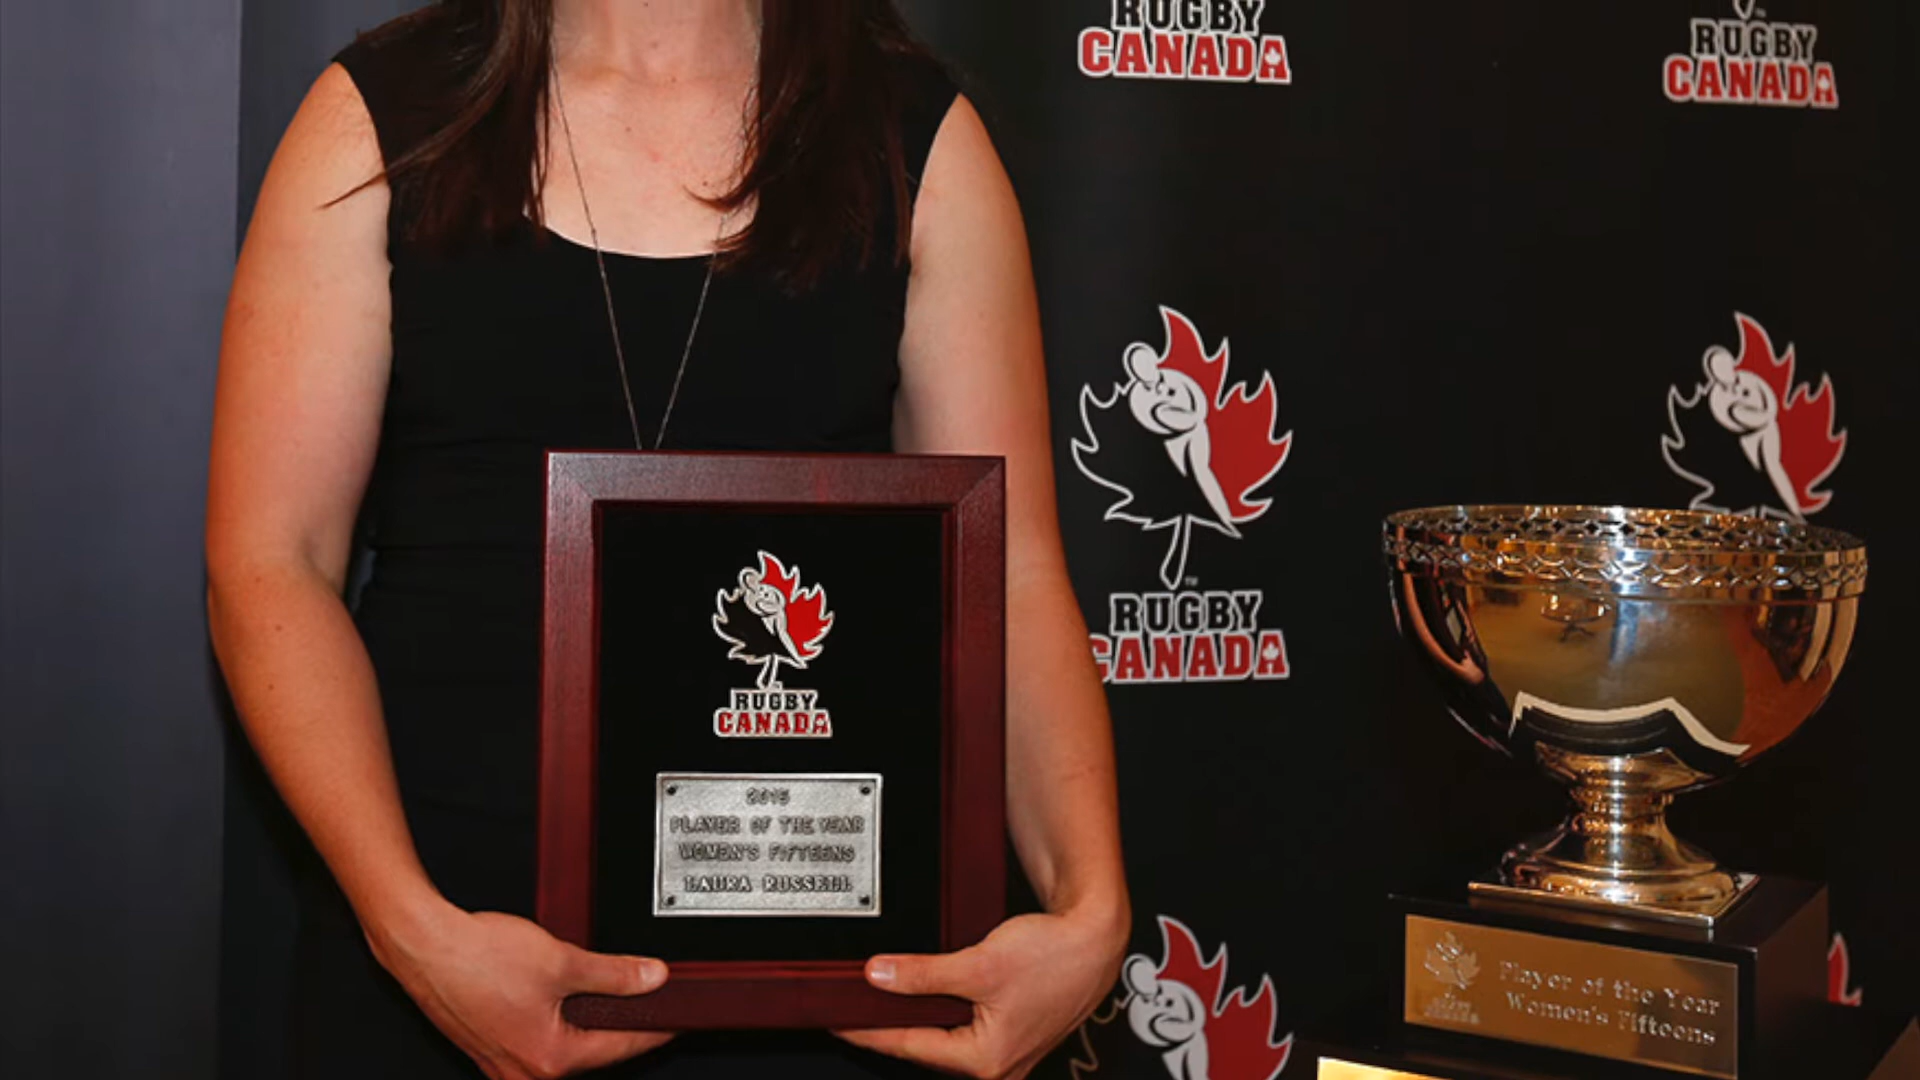 RUGBY
CANADA
RUGBY
CANADA
RUGBY
CANADA
RUGBY
CANADA
2015
PLAYER OF THE YEAR
WOMEN'S FIFTEENS
LAURA RUSSELL
Player of the Year
Women's Fifteens